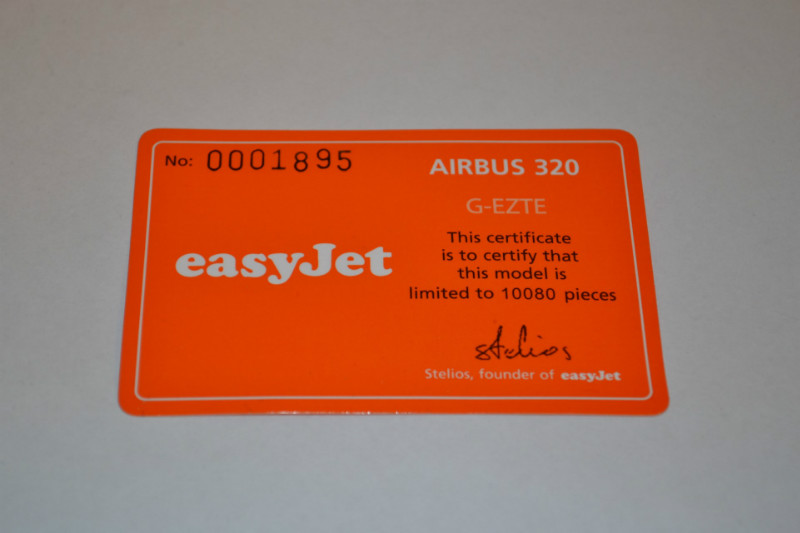 No: 0001895
AIRBUS 320
G-EZTE
easyJet
This certificate
is to certify that
this model is
limited to 10080 pieces
stelios
Stelios, founder of easyJet